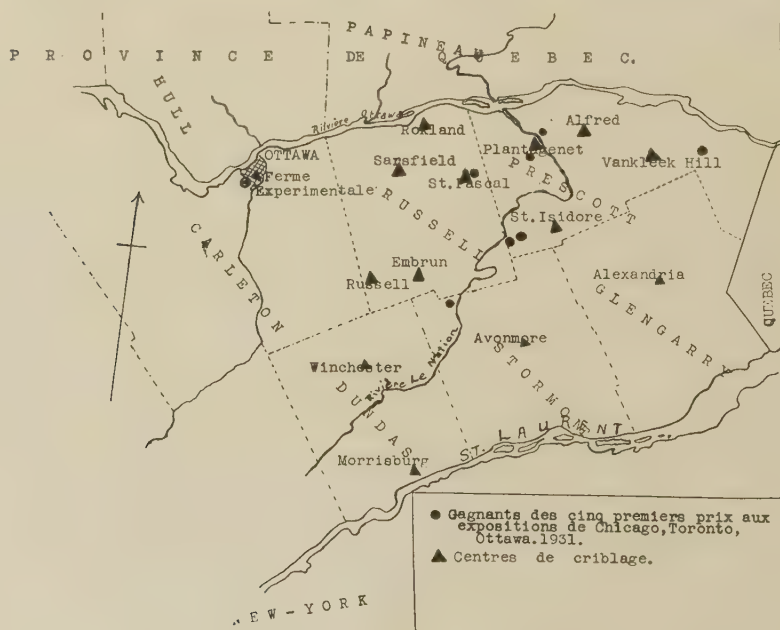 PAPINEAU
PROVINCE DE QUEBEC.
HULL
Rivière Ottawa
Rokland
Alfred
Plantagenet
OTTAWA
Sarsfield
Vankleek Hill
Ferme
Experimentale
St.Pascal
PRESCOTT
RUSSELL
St.Isidore
CARLETON
Embrun
Russell
Alexandria
GLENGARRY
QUEBEC
Avonmore
Rivière Le Nation
STORMONT
Winchester
DUNDAS
ST. LAURENT
Morrisburg
Gagnants des cinq premiers prix aux
expositions de Chicago,Toronto,
Ottawa.1931.
Centres de criblage.
EW-YORK